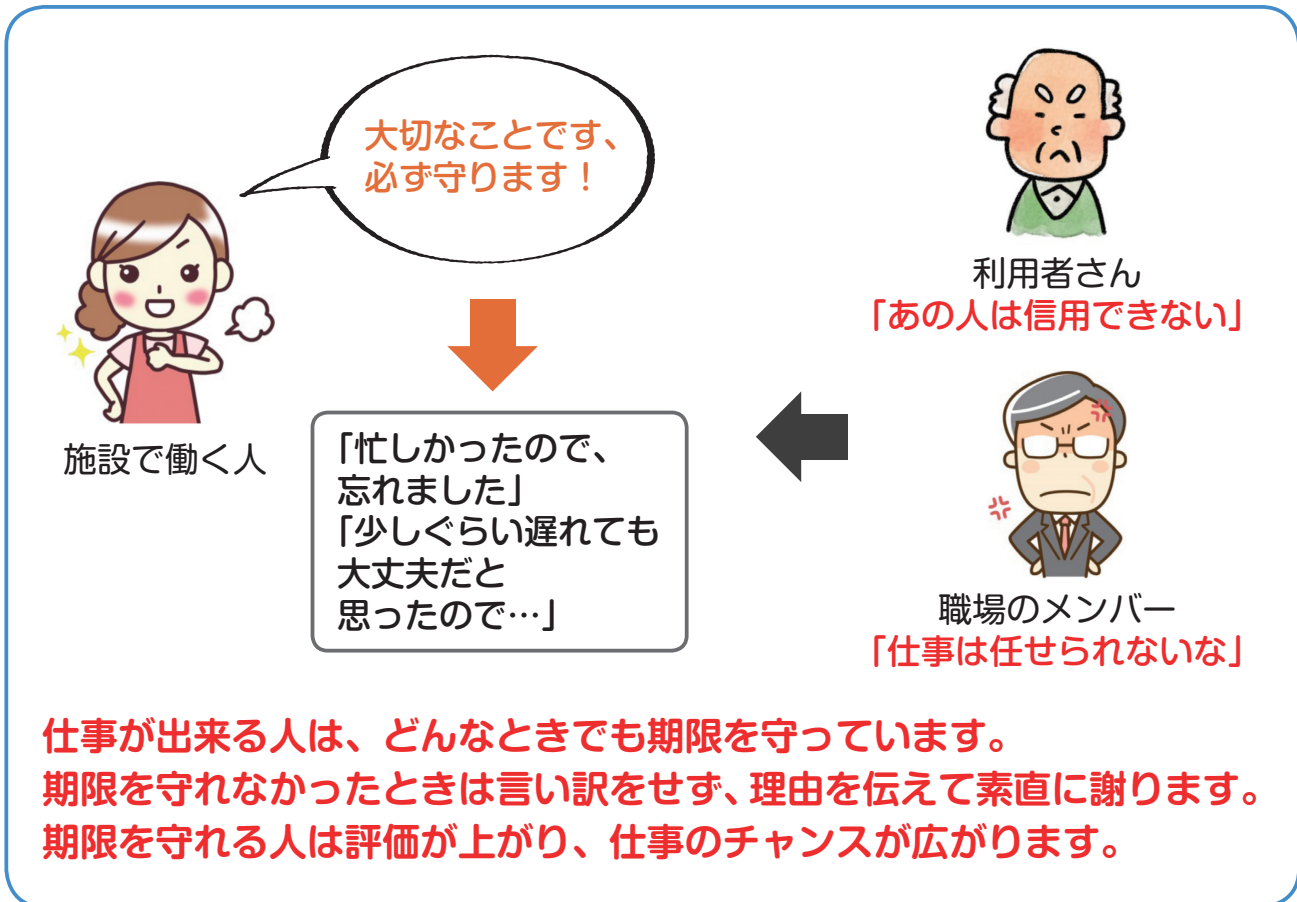 大切なことです、
必ず守ります！
施設で働く人
「忙しかったので、
忘れました」
「少しぐらい遅れても
大丈夫だと
思ったので…」
利用者さん
「あの人は信用できない」
職場のメンバー
「仕事は任せられないな」
仕事が出来る人は、どんなときでも期限を守っています。
期限を守れなかったときは言い訳をせず、理由を伝えて素直に謝ります。
期限を守れる人は評価が上がり、仕事のチャンスが広がります。